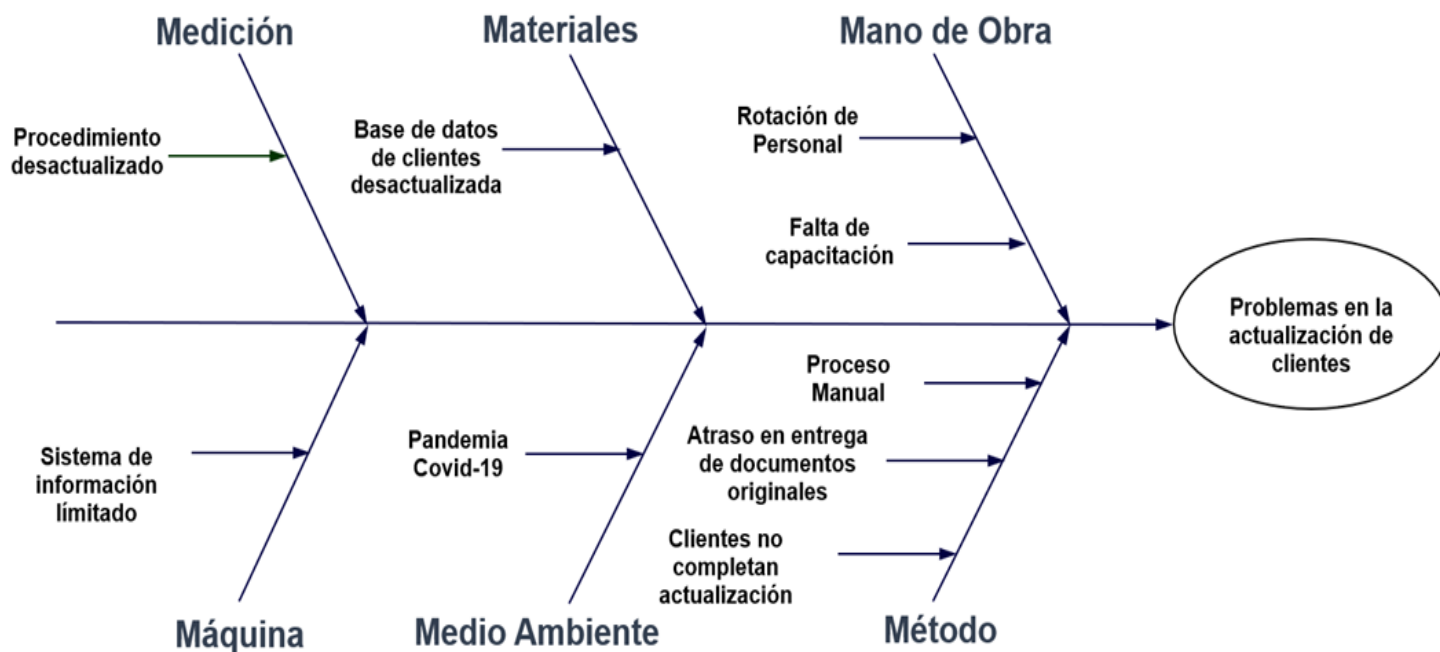 Medición
Materiales
Mano de Obra
Procedimiento
desactualizado
Base de datos
de clientes
desactualizada
Rotación de
Personal
Falta de
capacitación
Problemas en la
actualización de
clientes
Sistema de
información
límitado
Pandemia
Covid-19
Proceso
Manual
Atraso en entrega
de documentos
originales
Clientes no
completan
actualización
Máquina
Medio Ambiente
Método